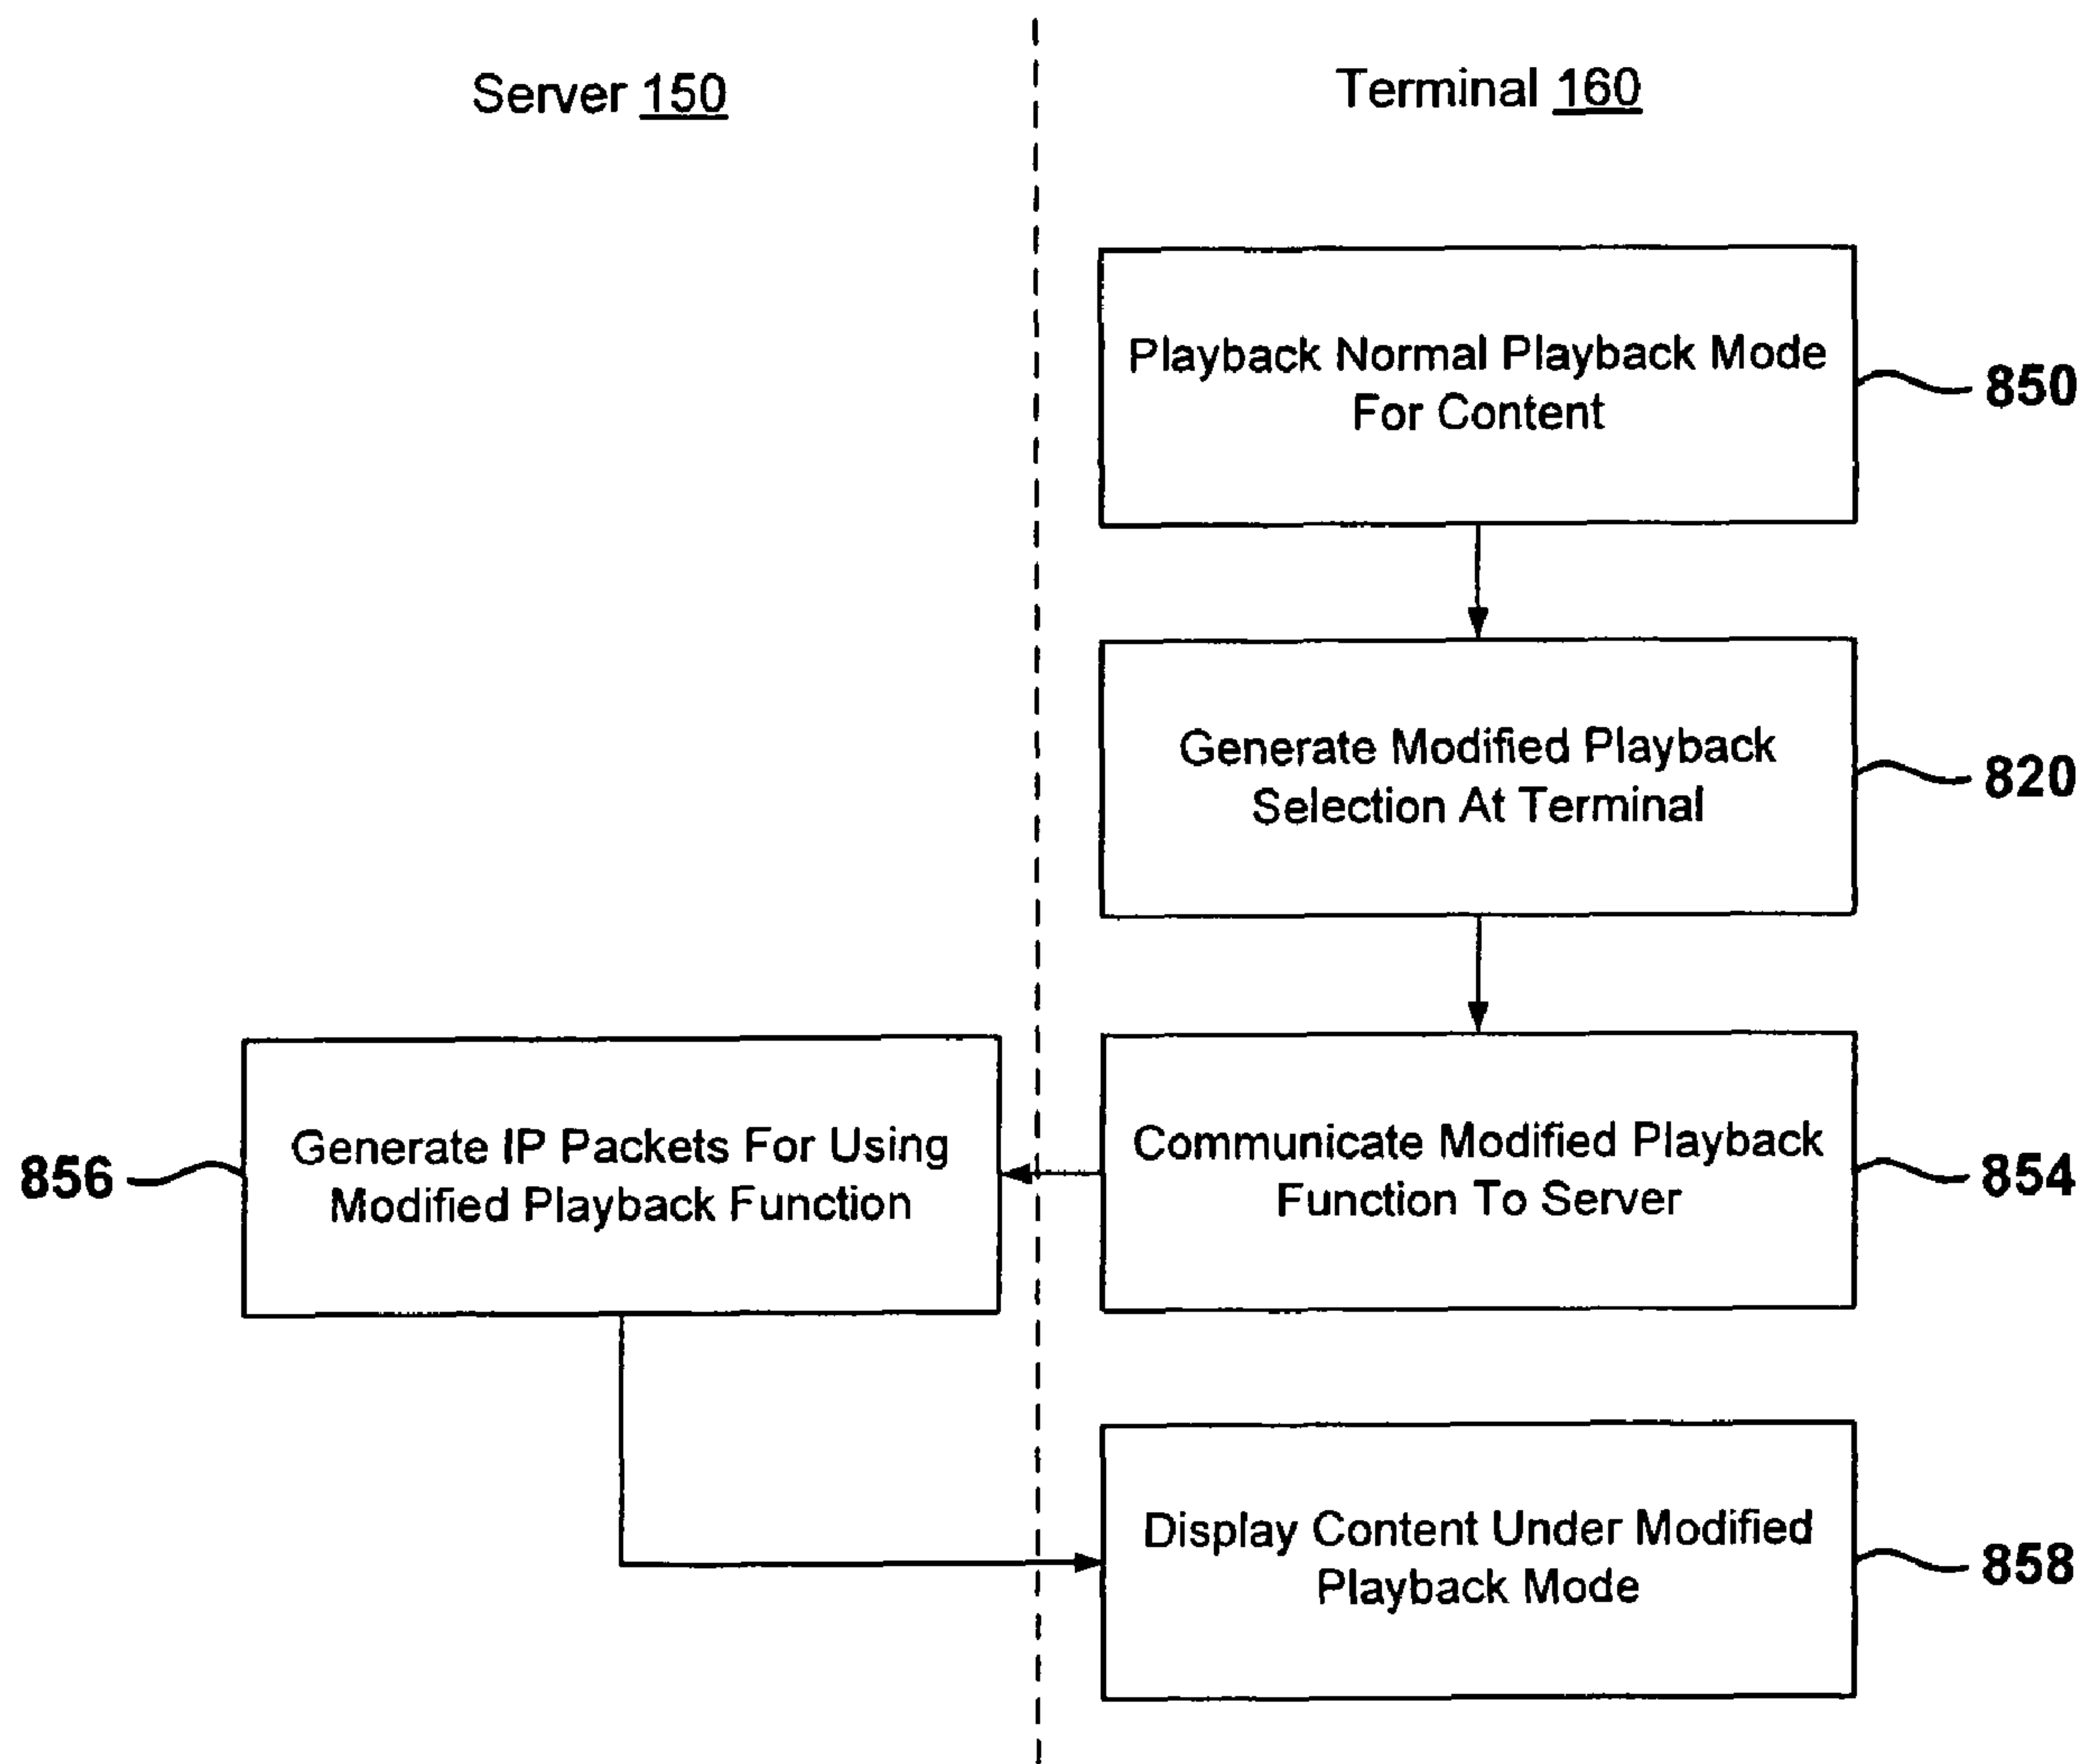 Server 150
Terminal 160
Playback Normal Playback Mode
For Content
850
Generate Modified Playback
Selection At Terminal
820
856
Generate IP Packets For Using
Modified Playback Function
Communicate Modified Playback
Function To Server
854
Display Content Under Modified
Playback Mode
858